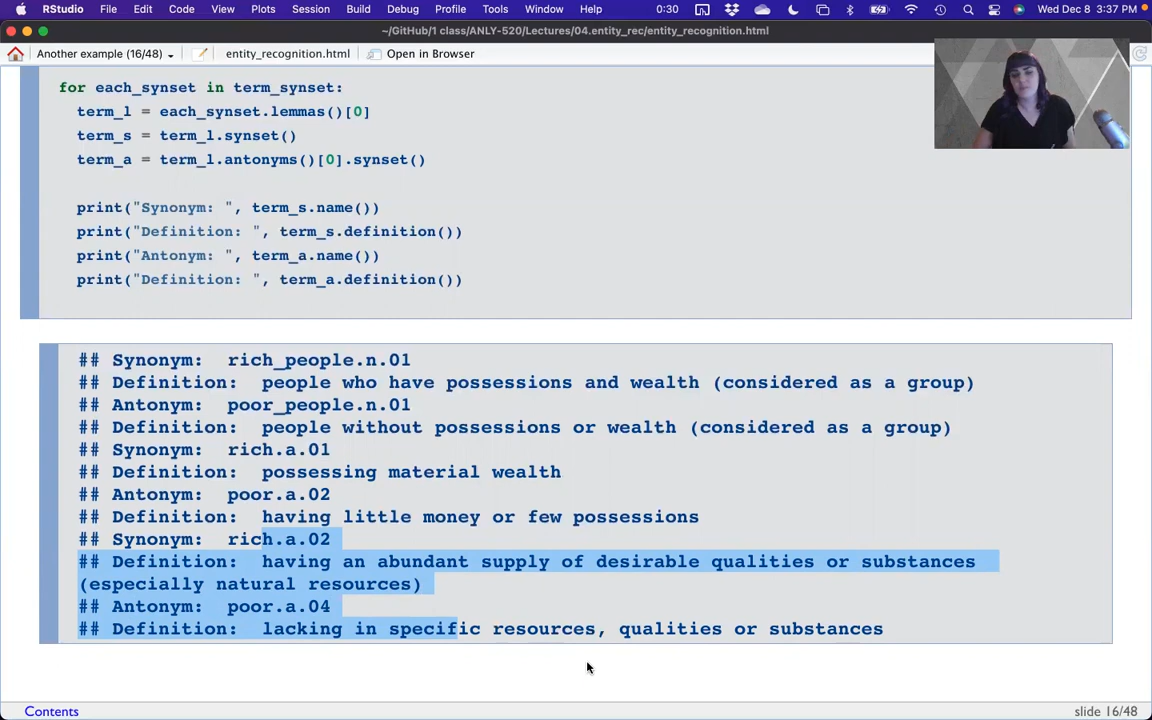 RStudio File Edit Code View Plots Session Build Debug Profile Tools Window Help 0:30 Wed Dec 8 3:37 PM
~/GitHub/1 class/ANLY-520/Lectures/04.entity_rec/entity_recognition.html
Another example (16/48) entity_recognition.html Open in Browser
for each_synset in term_synset:
term_l = each_synset.lemmas()[0]
term_s = term_l.synset()
term_a = term_l.antonyms()[0].synset()
print("Synonym: ", term_s.name())
print("Definition: ", term_s.definition())
print("Antonym: ", term_a.name())
print("Definition: ", term_a.definition())
## Synonym:  rich_people.n.01
## Definition:  people who have possessions and wealth (considered as a group)
## Antonym:  poor_people.n.01
## Definition:  people without possessions or wealth (considered as a group)
## Synonym:  rich.a.01
## Definition:  possessing material wealth
## Antonym:  poor.a.02
## Definition:  having little money or few possessions
## Synonym:  rich.a.02
## Definition:  having an abundant supply of desirable qualities or substances
(especially natural resources)
## Antonym:  poor.a.04
## Definition:  lacking in specific resources, qualities or substances
Contents slide 16/48